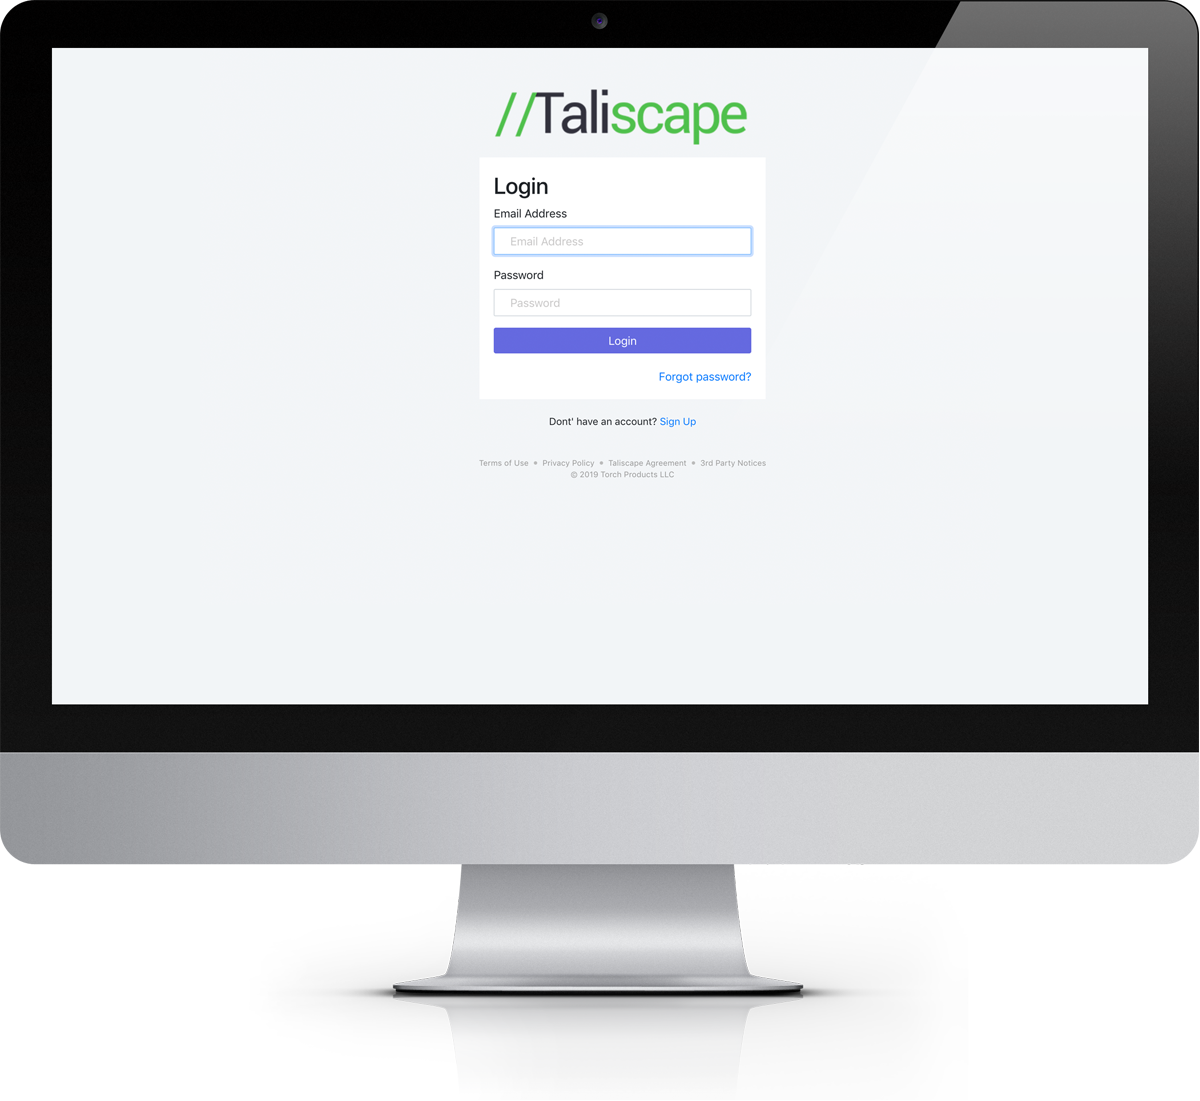 //Taliscape
Login
Email Address
Email Address
Password
Password
Login
Forgot password?
Dont' have an account? Sign Up
Terms of Use • Privacy Policy • Taliscape Agreement • 3rd Party Notices
© 2019 Torch Products LLC